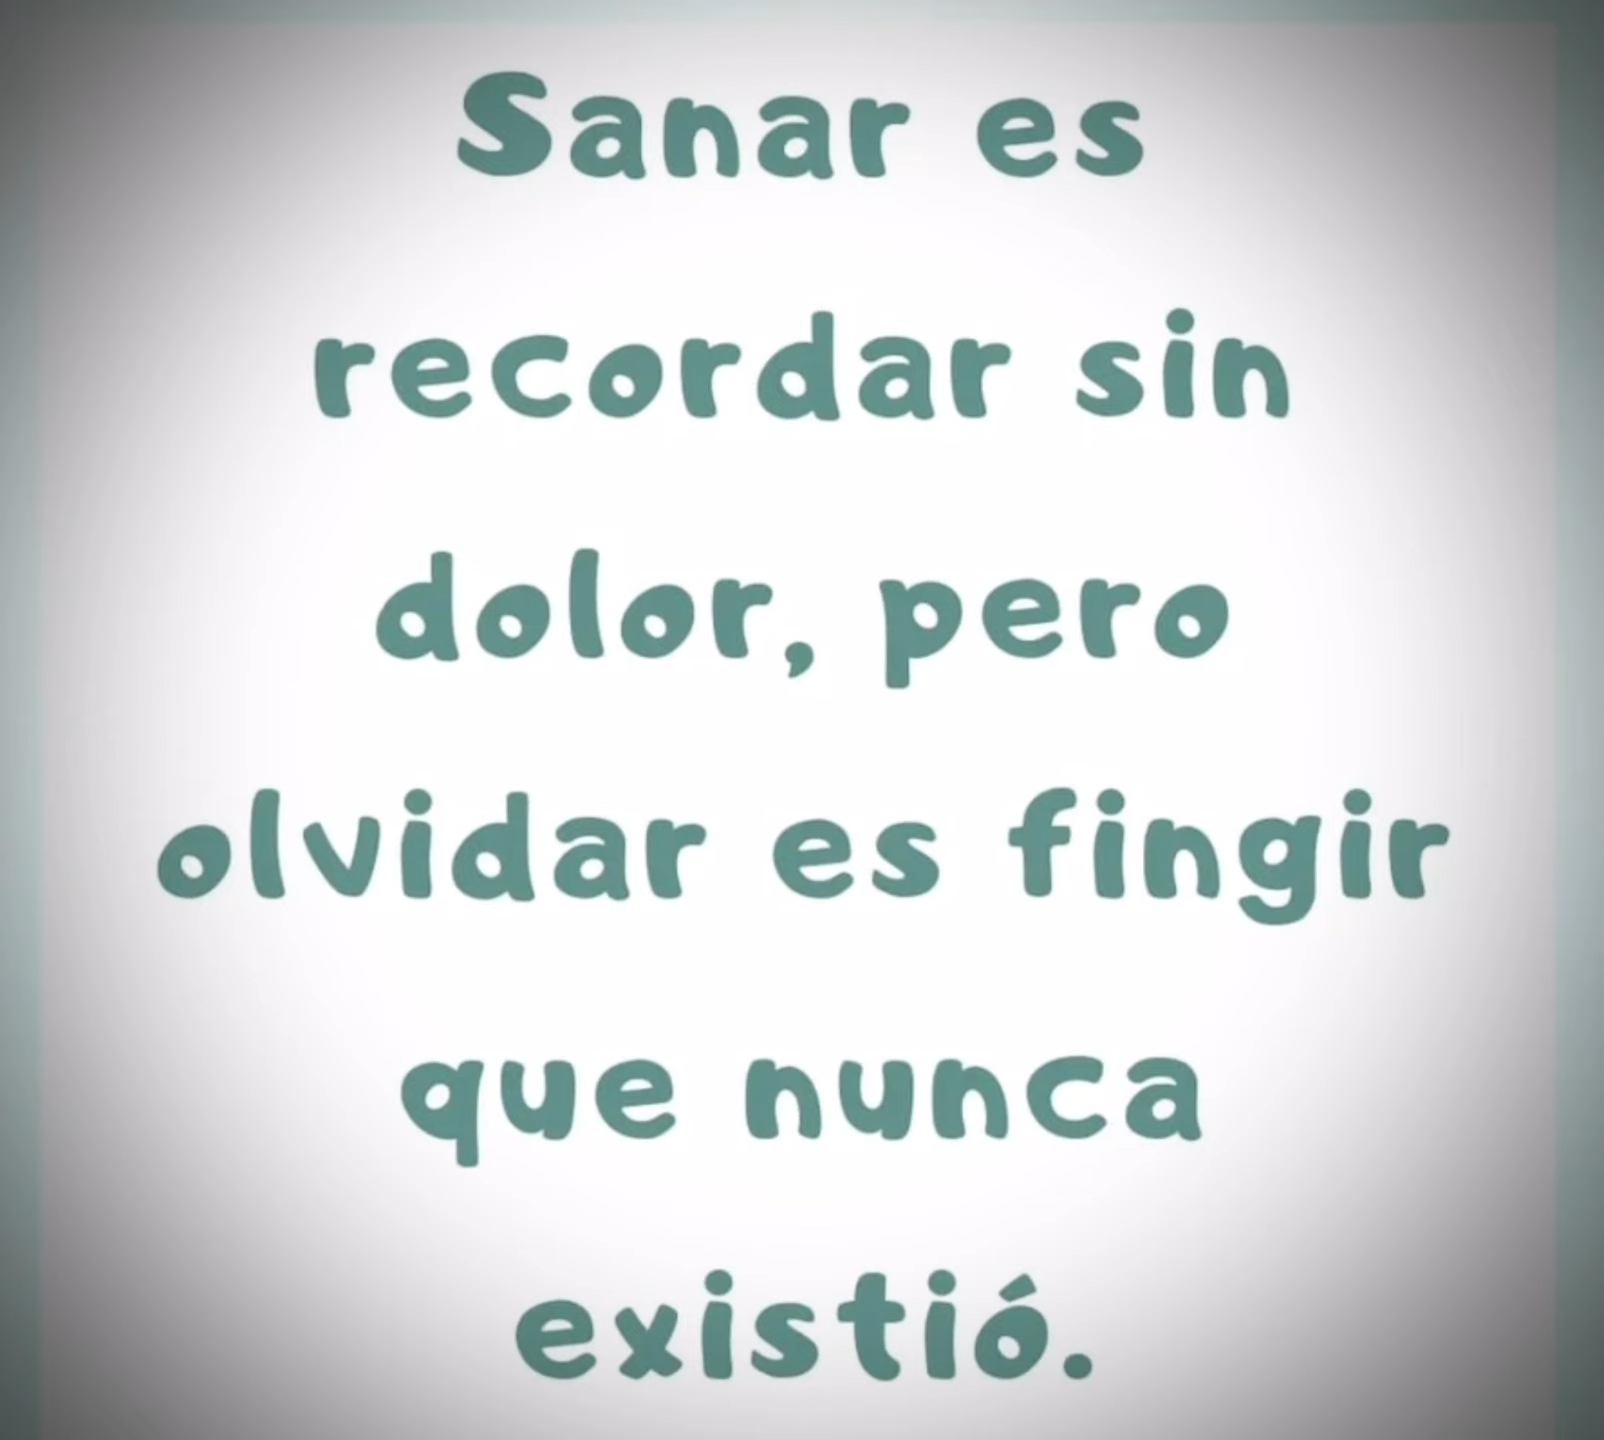 Sanar es
recordar sin
dolor, pero
olvidar es fingir
que nunca
existió.